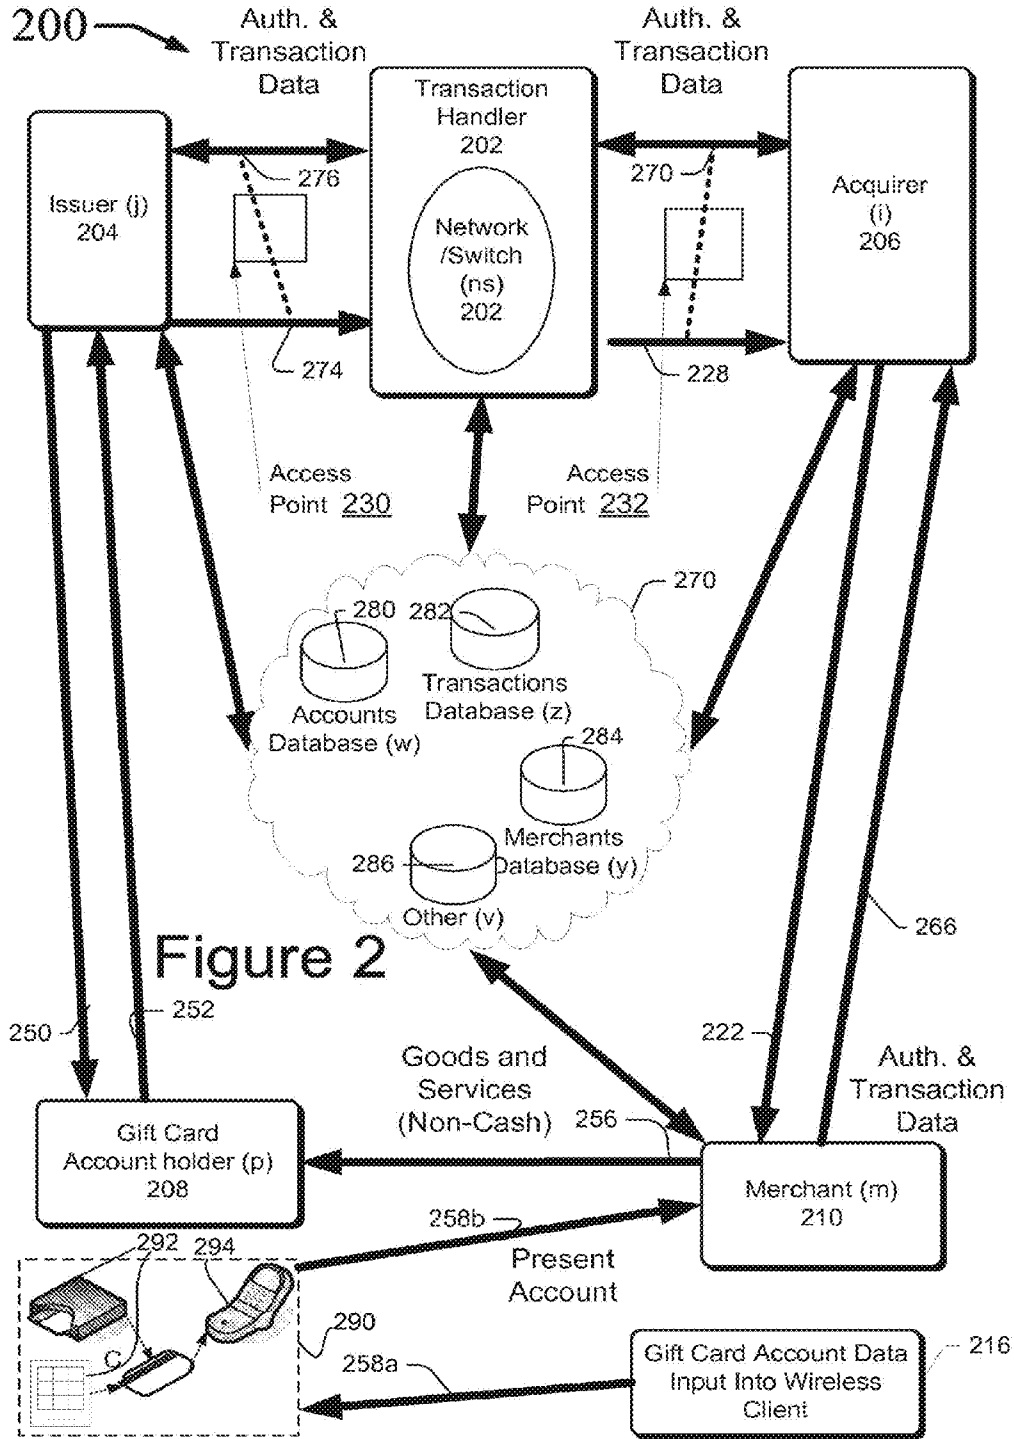 200
Auth. &
Transaction
Data
Auth. &
Transaction
Data
Transaction
Handler
202
Network
/Switch
(ns)
202
Issuer (j)
204
Acquirer
(i)
206
276
270
274
228
Access
Point 230
Access
Point 232
270
280
282
Transactions
Database (z)
Accounts
Database (w)
284
Merchants
Database (y)
286
Other (v)
Figure 2
266
250
252
222
Goods and
Services
(Non-Cash)
256
Auth. &
Transaction
Data
Gift Card
Account holder (p)
208
Merchant (m)
210
258b
Present
Account
292
294
290
C
258a
Gift Card Account Data
Input Into Wireless
Client
216